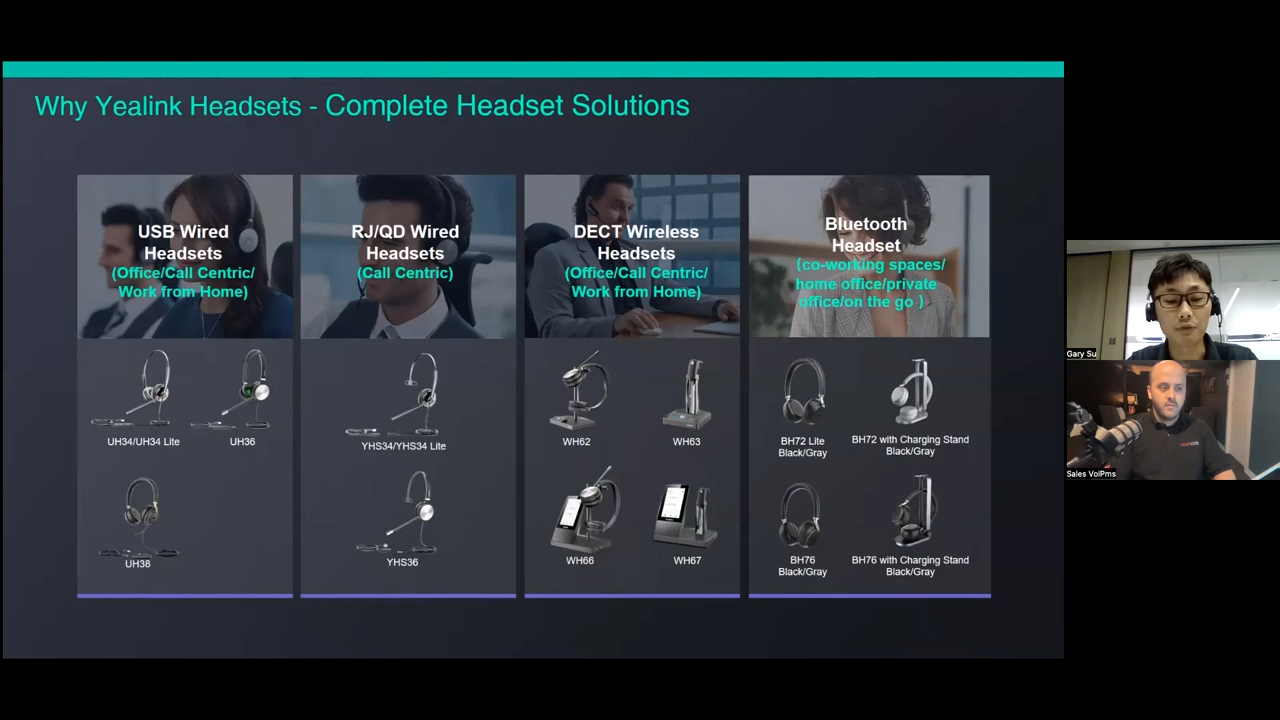 Why Yealink Headsets - Complete Headset Solutions
USB Wired
Headsets
(Office/Call Centric/
Work from Home)
UH34/UH34 Lite
UH36
UH38
RJ/QD Wired
Headsets
(Call Centric)
YHS34/YHS34 Lite
YHS36
DECT Wireless
Headsets
(Office/Call Centric/
Work from Home)
WH62
WH63
WH66
WH67
Bluetooth
Headset
(co-working spaces/
home office/private
office/on the go )
BH72 Lite
Black/Gray
BH72 with Charging Stand
Black/Gray
BH76
Black/Gray
BH76 with Charging Stand
Black/Gray
Gary Su
Sales VoIPms